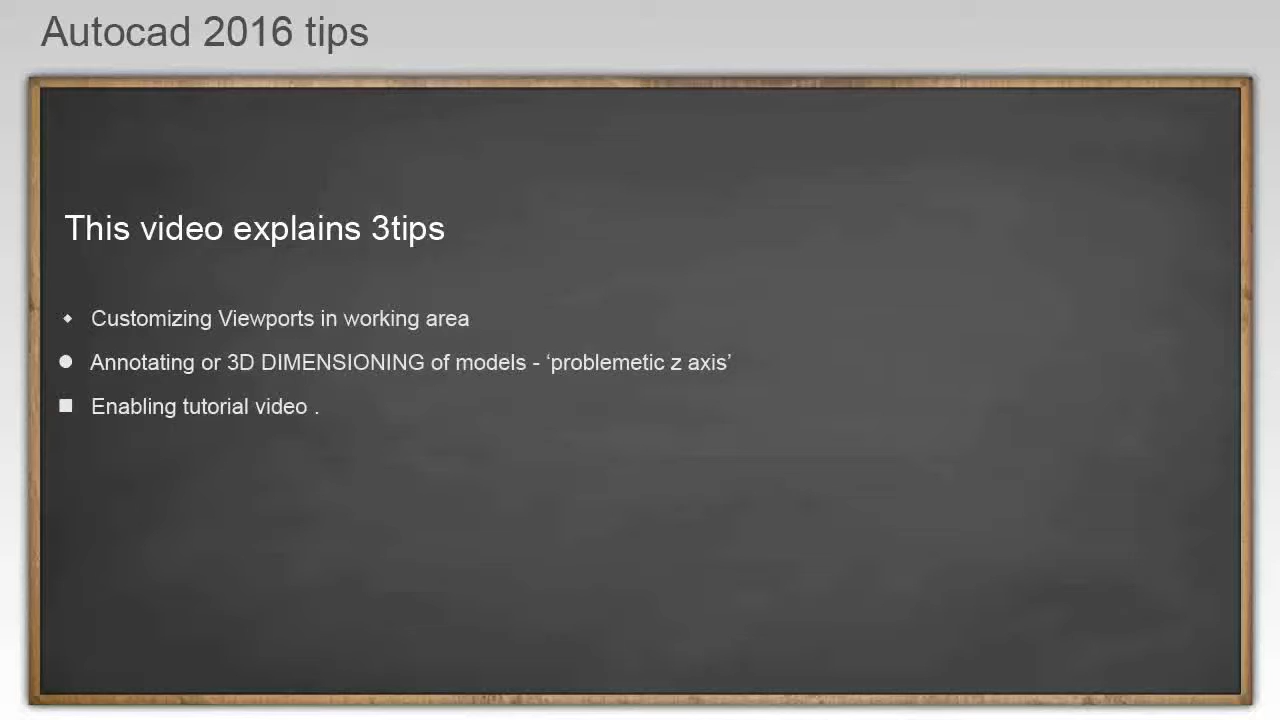 Autocad 2016 tips
This video explains 3tips
Customizing Viewports in working area
Annotating or 3D DIMENSIONING of models - ‘problemetic z axis’
Enabling tutorial video .